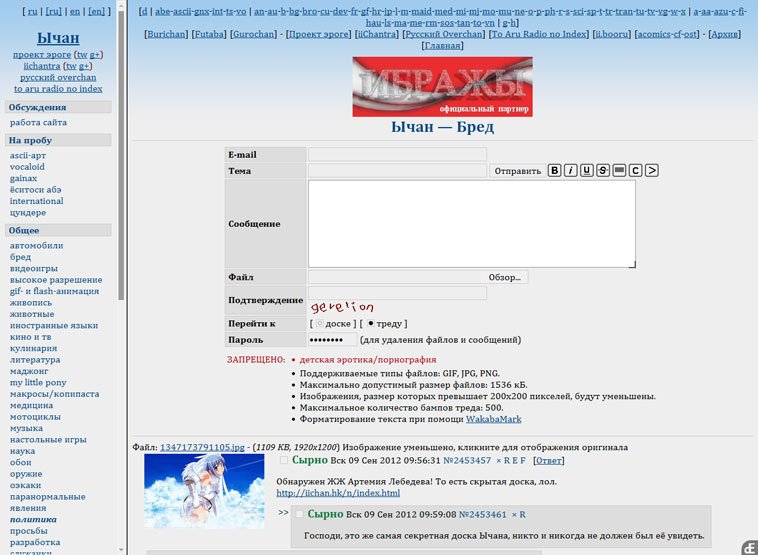 [ ru | [ru] | en | [en] ]
Ычан
проект эроге (tw g+)
iichantra (tw g+)
русский overchan
to aru radio no index
Обсуждения
работа сайта
На пробу
ascii-арт
vocaloid
gainax
ёситоси абэ
international
цундере
Общее
автомобили
бред
видеоигры
высокое разрешение
gif- и flash-анимация
живопись
животные
иностранные языки
кино и тв
кулинария
литература
маджонг
my little pony
макросы/копипаста
медицина
мотоциклы
музыка
настольные игры
наука
обои
оружие
оэкаки
паранормальные
явления
политика
просьбы
разработка
служанки
[d | abe-ascii-gnx-int-ts-vo | an-au-b-bg-bro-cu-dev-fr-gf-hr-jp-l-m-maid-med-mi-mj-mo-mu-ne-o-p-ph-r-s-sci-sp-t-tr-tran-tu-tv-vg-w-x | a-aa-azu-c-fi-
hau-ls-ma-me-rm-sos-tan-to-vn | g-h]
[Burichan] [Futaba] [Gurochan] - [Проект эроге] [iiChantra] [Русский Overchan] [To Aru Radio no Index] [ii.booru] [acomics-cf-ost] - [Архив]
[Главная]
ИБРАЖЫ
официальный партнер
Ычан — Бред
E-mail
Тема Отправить B i U S C >
Сообщение
Файл Обзор...
Подтверждение
gerelion
Перейти к [ доске ] [ треду ]
Пароль •••••••• (для удаления файлов и сообщений)
ЗАПРЕЩЕНО: • детская эротика/порнография
• Поддерживаемые типы файлов: GIF, JPG, PNG.
• Максимально допустимый размер файла: 1536 кБ.
• Изображения, размер которых превышает 200x200 пикселей, будут уменьшены.
• Максимальное количество бампов треда: 500.
• Форматирование текста при помощи WakabaMark
Файл: 1347173791105.jpg - (1109 KB, 1920x1200) Изображение уменьшено, кликните для отображения оригинала
Сырно Вск 09 Сен 2012 09:56:31 №2453457 × R E F [Ответ]
Обнаружен ЖЖ Артемия Лебедева! То есть скрытая доска, лол.
http://iichan.hk/n/index.html
>> Сырно Вск 09 Сен 2012 09:59:08 №2453461 × R
Господи, это же самая секретная доска Ычана, никто и никогда не должен был её увидеть.